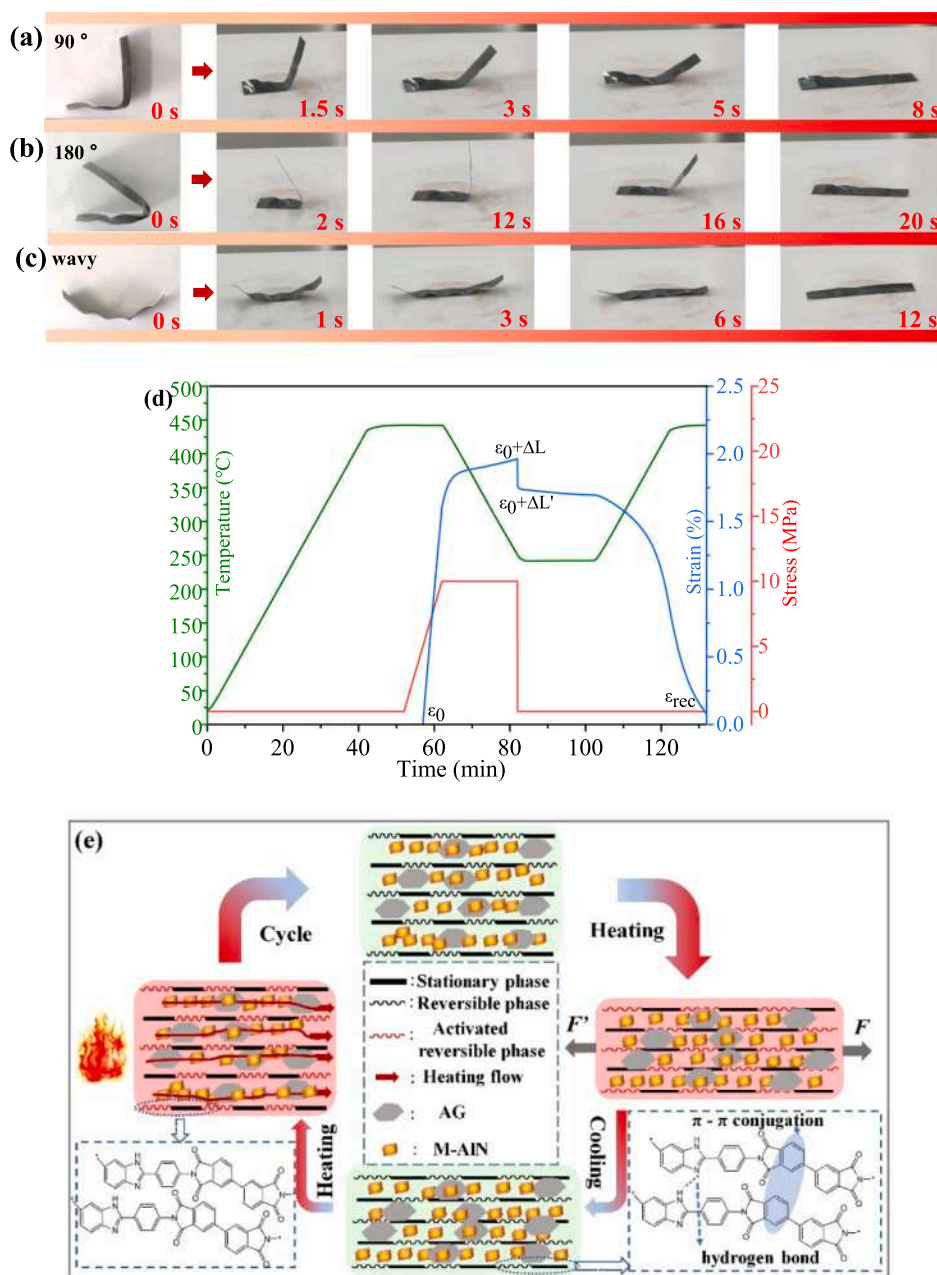 (a) 90 °
0 s 1.5 s 3 s 5 s 8 s
(b) 180 °
0 s 2 s 12 s 16 s 20 s
(c) wavy
0 s 1 s 3 s 6 s 12 s
(d)
Temperature (°C)
500
450
400
350
300
250
200
150
100
50
0
Strain (%)
2.5
2.0
1.5
1.0
0.5
0.0
Stress (MPa)
25
20
15
10
5
0
ε0+ΔL
ε0+ΔL'
ε0
εrec
0 20 40 60 80 100 120
Time (min)
(e)
Cycle
Heating
Stationary phase
Reversible phase
Activated
reversible phase
Heating flow
AG
M-AlN
F'
F
Cooling
Heating
π - π conjugation
hydrogen bond
HN
N
N
O
O
O
O
N
HN
N
N
O
O
O
O
N
HN
N
N
O
O
O
O
N
HN
N
N
O
O
O
O
N